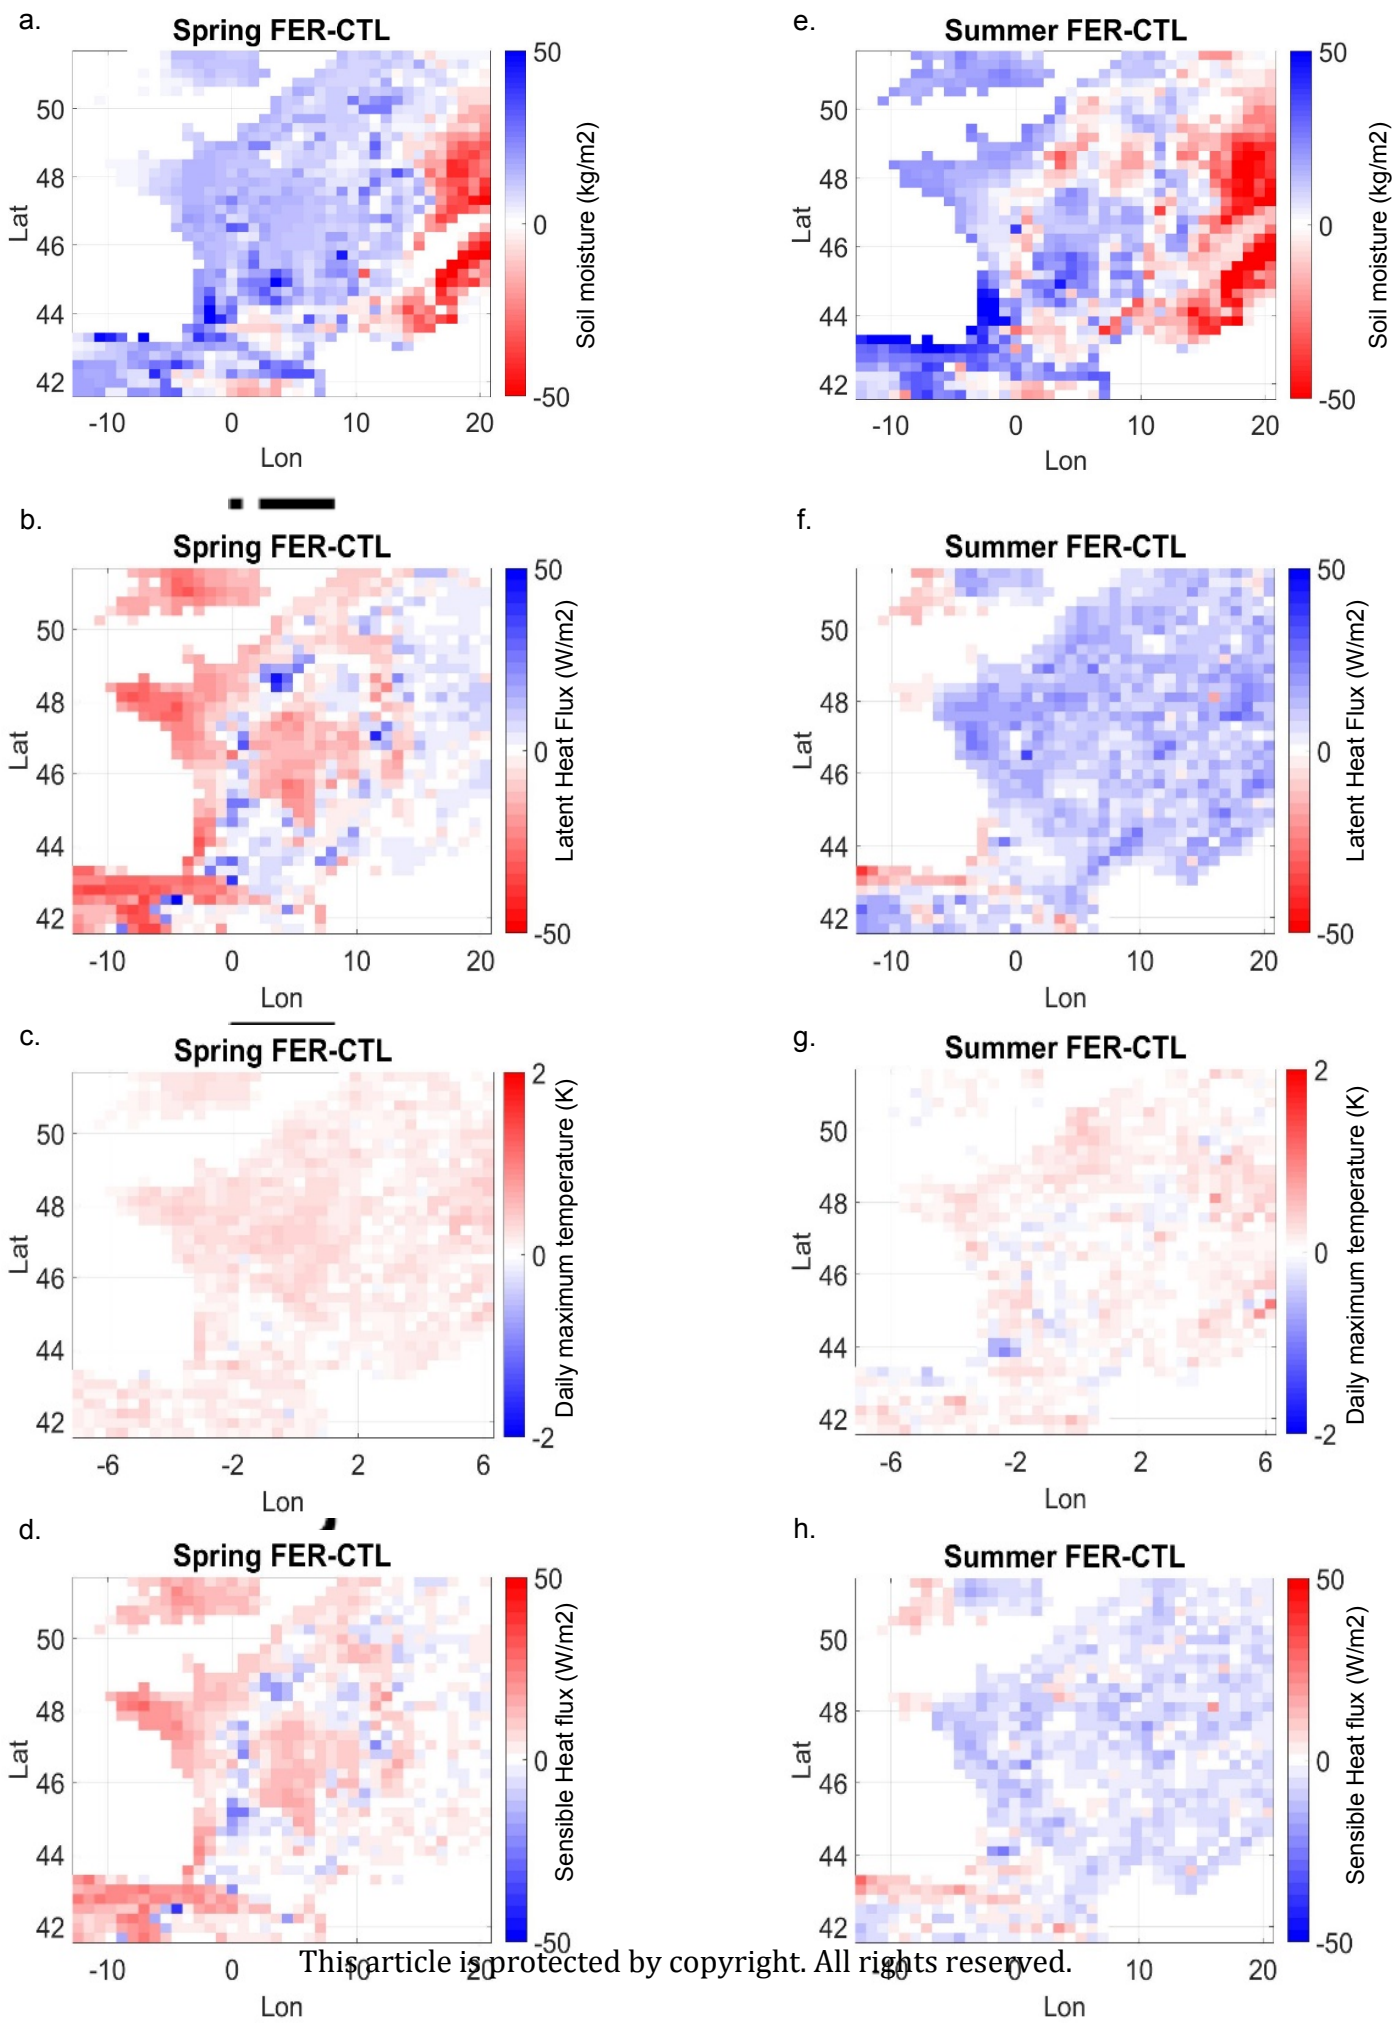 a.
Spring FER-CTL
50
48
46
44
42
Lat
-10
0
10
20
Lon
50
0
-50
Soil moisture (kg/m2)
e.
Summer FER-CTL
50
48
46
44
42
Lat
-10
0
10
20
Lon
50
0
-50
Soil moisture (kg/m2)
b.
Spring FER-CTL
50
48
46
44
42
Lat
-10
0
10
20
Lon
50
0
-50
Latent Heat Flux (W/m2)
f.
Summer FER-CTL
50
48
46
44
42
Lat
-10
0
10
20
Lon
50
0
-50
Latent Heat Flux (W/m2)
c.
Spring FER-CTL
50
48
46
44
42
Lat
-6
-2
2
6
Lon
2
0
-2
Daily maximum temperature (K)
g.
Summer FER-CTL
50
48
46
44
42
Lat
-6
-2
2
6
Lon
2
0
-2
Daily maximum temperature (K)
d.
Spring FER-CTL
50
48
46
44
42
Lat
-10
0
10
20
Lon
50
0
-50
Sensible Heat flux (W/m2)
h.
Summer FER-CTL
50
48
46
44
42
Lat
-10
0
10
20
Lon
50
0
-50
Sensible Heat flux (W/m2)
This article is protected by copyright. All rights reserved.